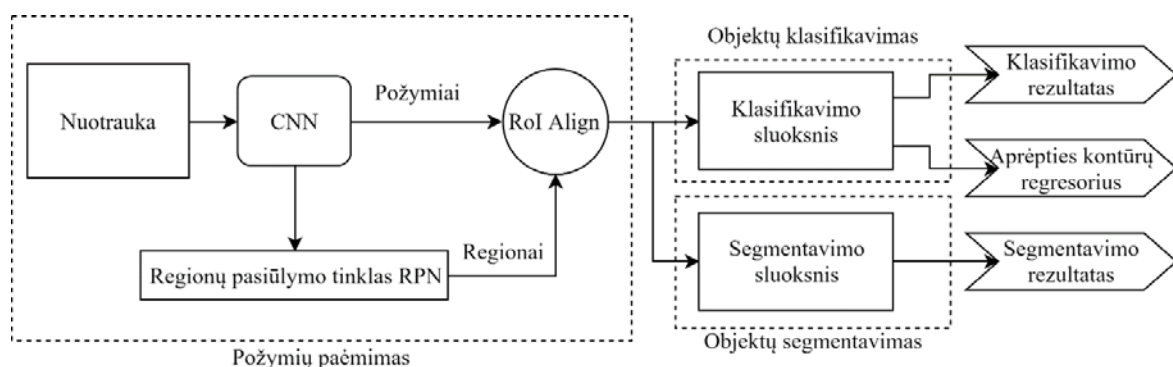 Objektų klasifikavimas
Klasifikavimo
rezultatas
Nuotrauka
CNN
Požymiai
RoI Align
Klasifikavimo
sluoksnis
Aprėpties kontūrų
regresorius
Regionų pasiūlymo tinklas RPN
Regionai
Segmentavimo
sluoksnis
Segmentavimo
rezultatas
Požymių paėmimas
Objektų segmentavimas